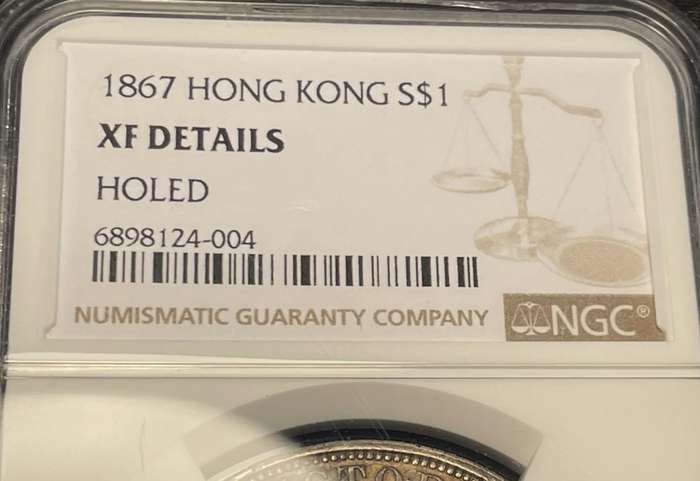 1867 HONG KONG S$1
XF DETAILS
HOLED
6898124-004
NUMISMATIC GUARANTY COMPANY NGC®